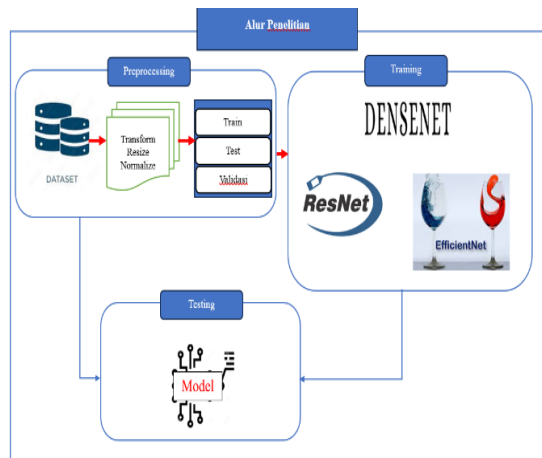 Alur Penelitian
Preprocessing
DATASET
Transform
Resize
Normalize
Train
Test
Validasi
Training
DENSENET
ResNet
EfficientNet
Testing
Model